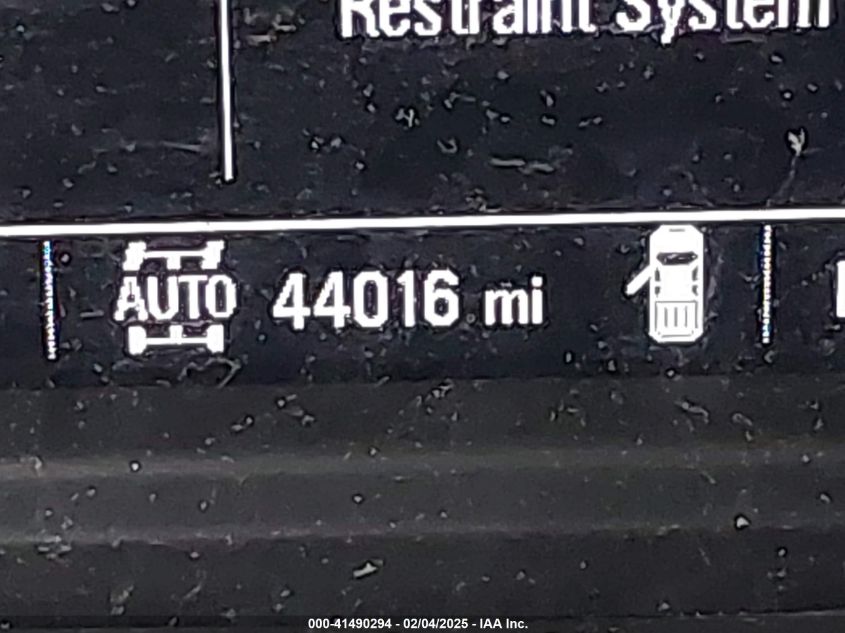 Restraint System
AUTO 44016 mi
000-41490294 - 02/04/2025 - IAA Inc.